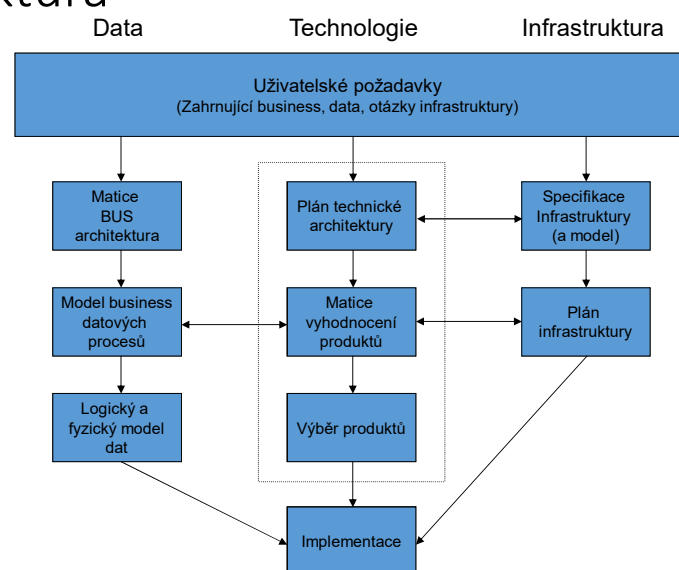 Data
Technologie
Infrastruktura
Uživatelské požadavky
(Zahrnující business, data, otázky infrastruktury)
Matice
BUS
architektura
Plán technické
architektury
Specifikace
Infrastruktury
(a model)
Model business
datových
procesů
Matice
vyhodnocení
produktů
Plán
infrastruktury
Logický a
fyzický model
dat
Výběr produktů
Implementace